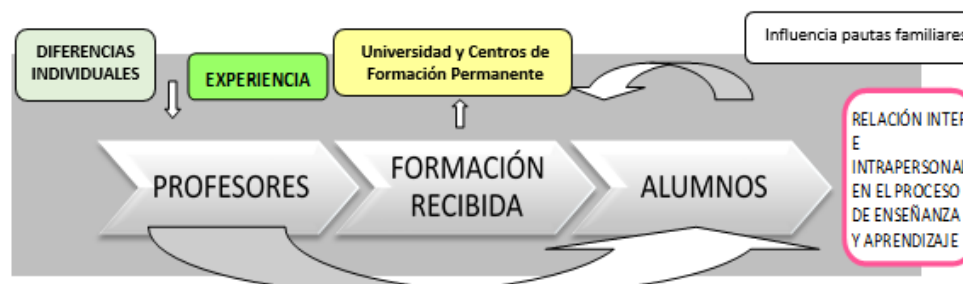 DIFERENCIAS
INDIVIDUALES
EXPERIENCIA
Universidad y Centros de
Formación Permanente
Influencia pautas familiares
PROFESORES
FORMACIÓN
RECIBIDA
ALUMNOS
RELACIÓN INTER
E
INTRAPERSONAL
EN EL PROCESO
DE ENSEÑANZA
Y APRENDIZAJE